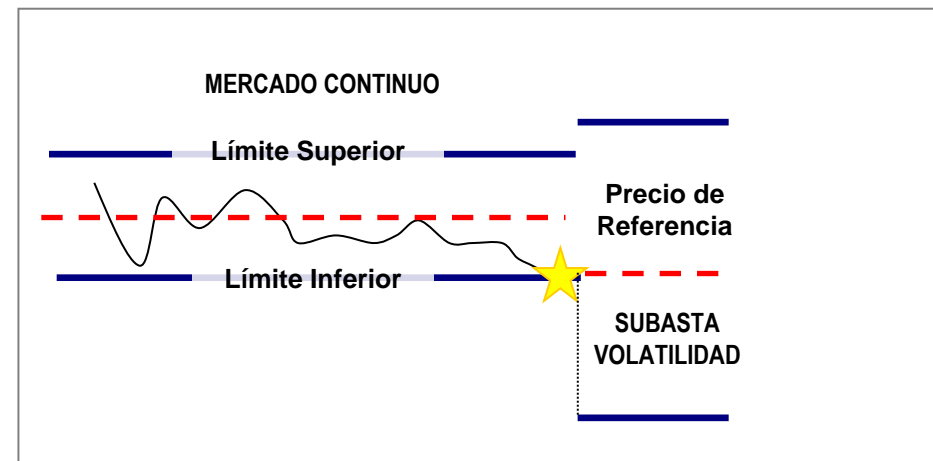 MERCADO CONTINUO
Límite Superior
Precio de
Referencia
Límite Inferior
SUBASTA
VOLATILIDAD